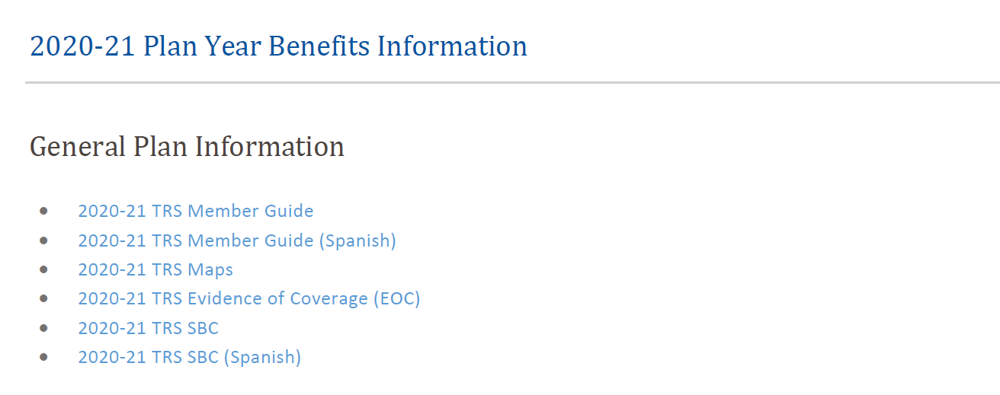 2020-21 Plan Year Benefits Information
General Plan Information
• 2020-21 TRS Member Guide
• 2020-21 TRS Member Guide (Spanish)
• 2020-21 TRS Maps
• 2020-21 TRS Evidence of Coverage (EOC)
• 2020-21 TRS SBC
• 2020-21 TRS SBC (Spanish)